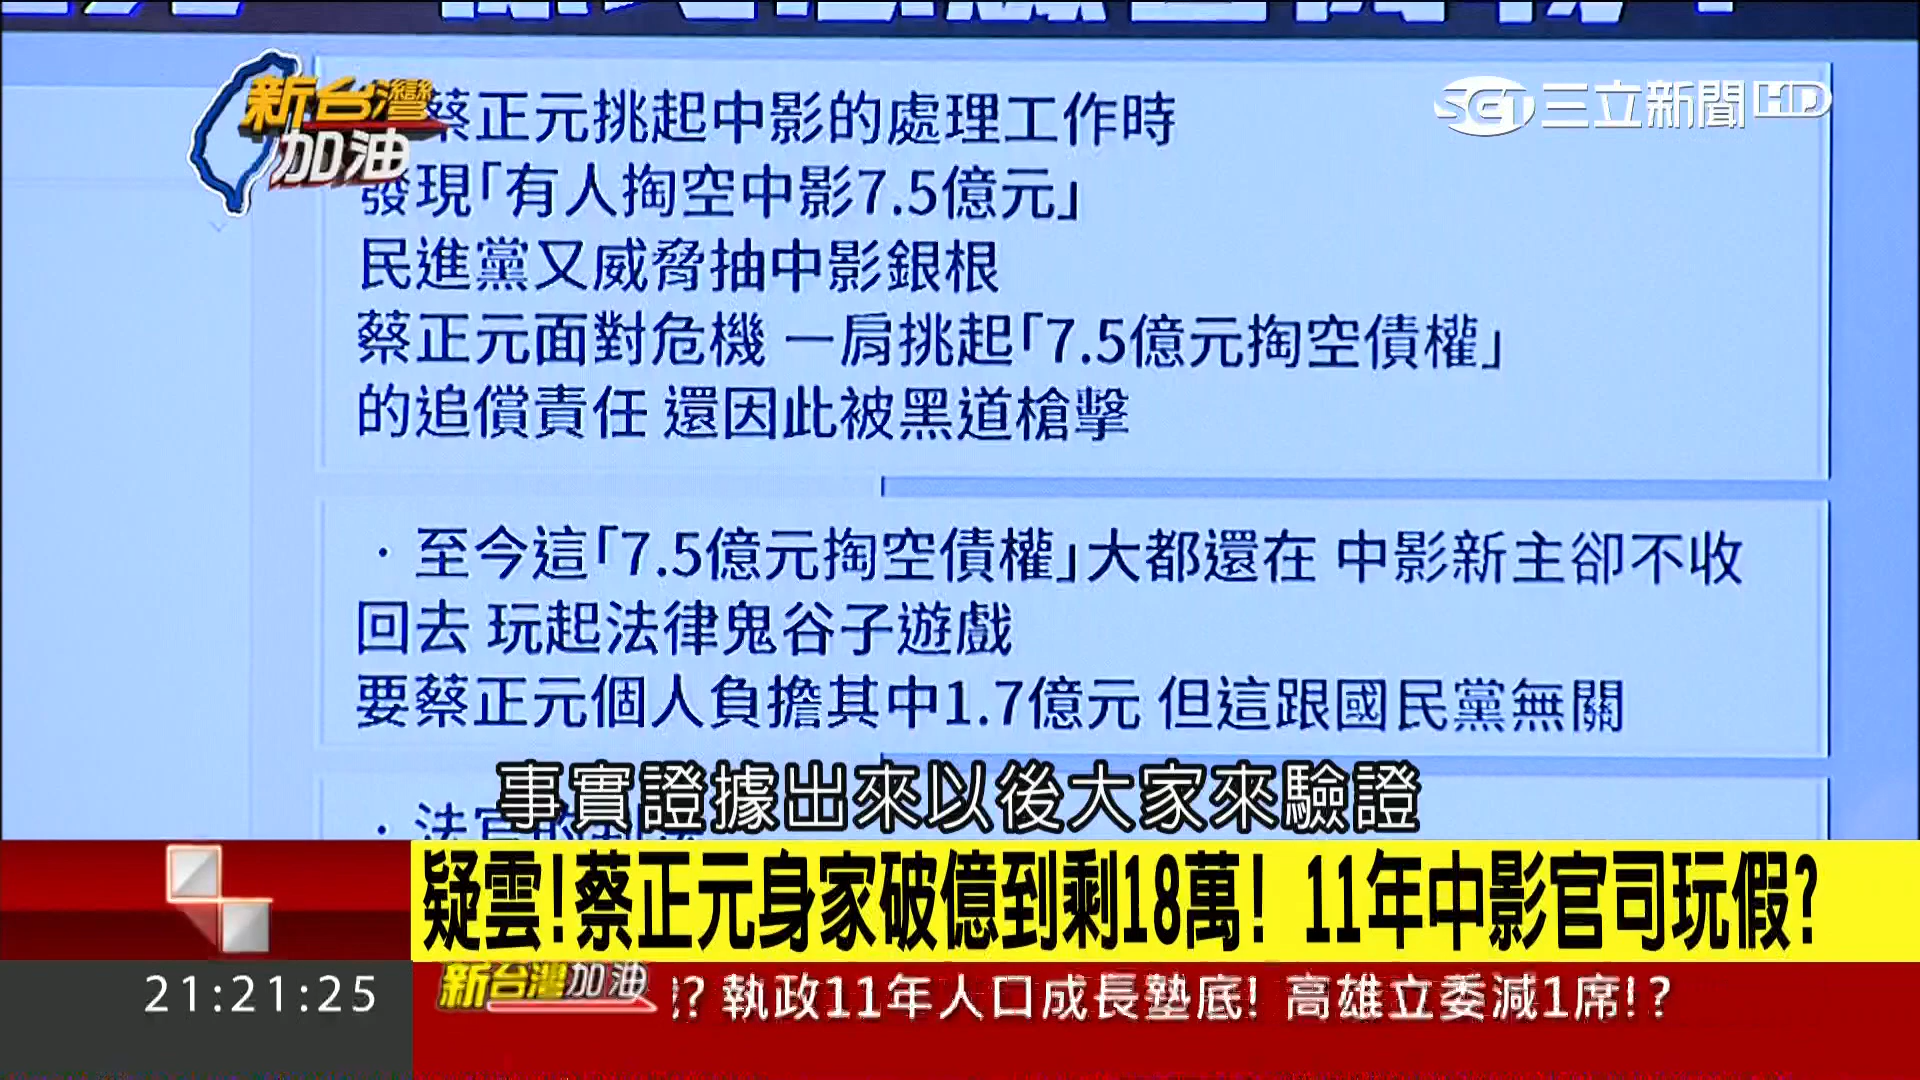 新台灣
加油
SET三立新聞HD
蔡正元挑起中影的處理工作時
發現「有人掏空中影7.5億元」
民進黨又威脅抽中影銀根
蔡正元面對危機 一肩挑起「7.5億元掏空債權」
的追償責任 還因此被黑道槍擊
．至今這「7.5億元掏空債權」大都還在 中影新主卻不收
回去 玩起法律鬼谷子遊戲
要蔡正元個人負擔其中1.7億元 但這跟國民黨無關
事實證據出來以後大家來驗證
疑雲!蔡正元身家破億到剩18萬! 11年中影官司玩假?
21:21:25
新台灣加油
? 執政11年人口成長墊底! 高雄立委減1席!?